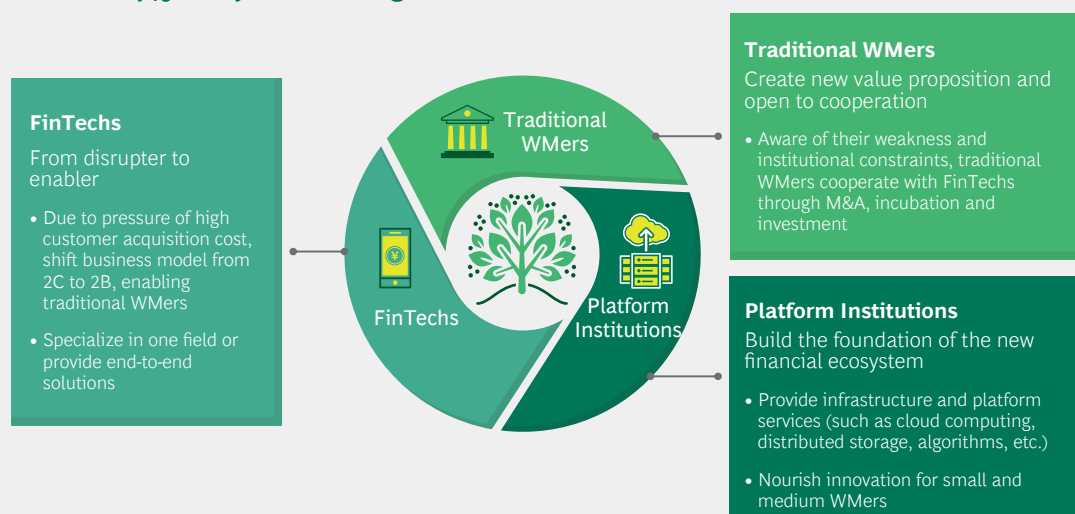 FinTechs
From disrupter to
enabler
• Due to pressure of high
customer acquisition cost,
shift business model from
2C to 2B, enabling
traditional WMers
• Specialize in one field or
provide end-to-end
solutions
Traditional
WMers
¥
FinTechs
Platform
Institutions
Traditional WMers
Create new value proposition and
open to cooperation
• Aware of their weakness and
institutional constraints, traditional
WMers cooperate with FinTechs
through M&A, incubation and
investment
Platform Institutions
Build the foundation of the new
financial ecosystem
• Provide infrastructure and platform
services (such as cloud computing,
distributed storage, algorithms, etc.)
• Nourish innovation for small and
medium WMers